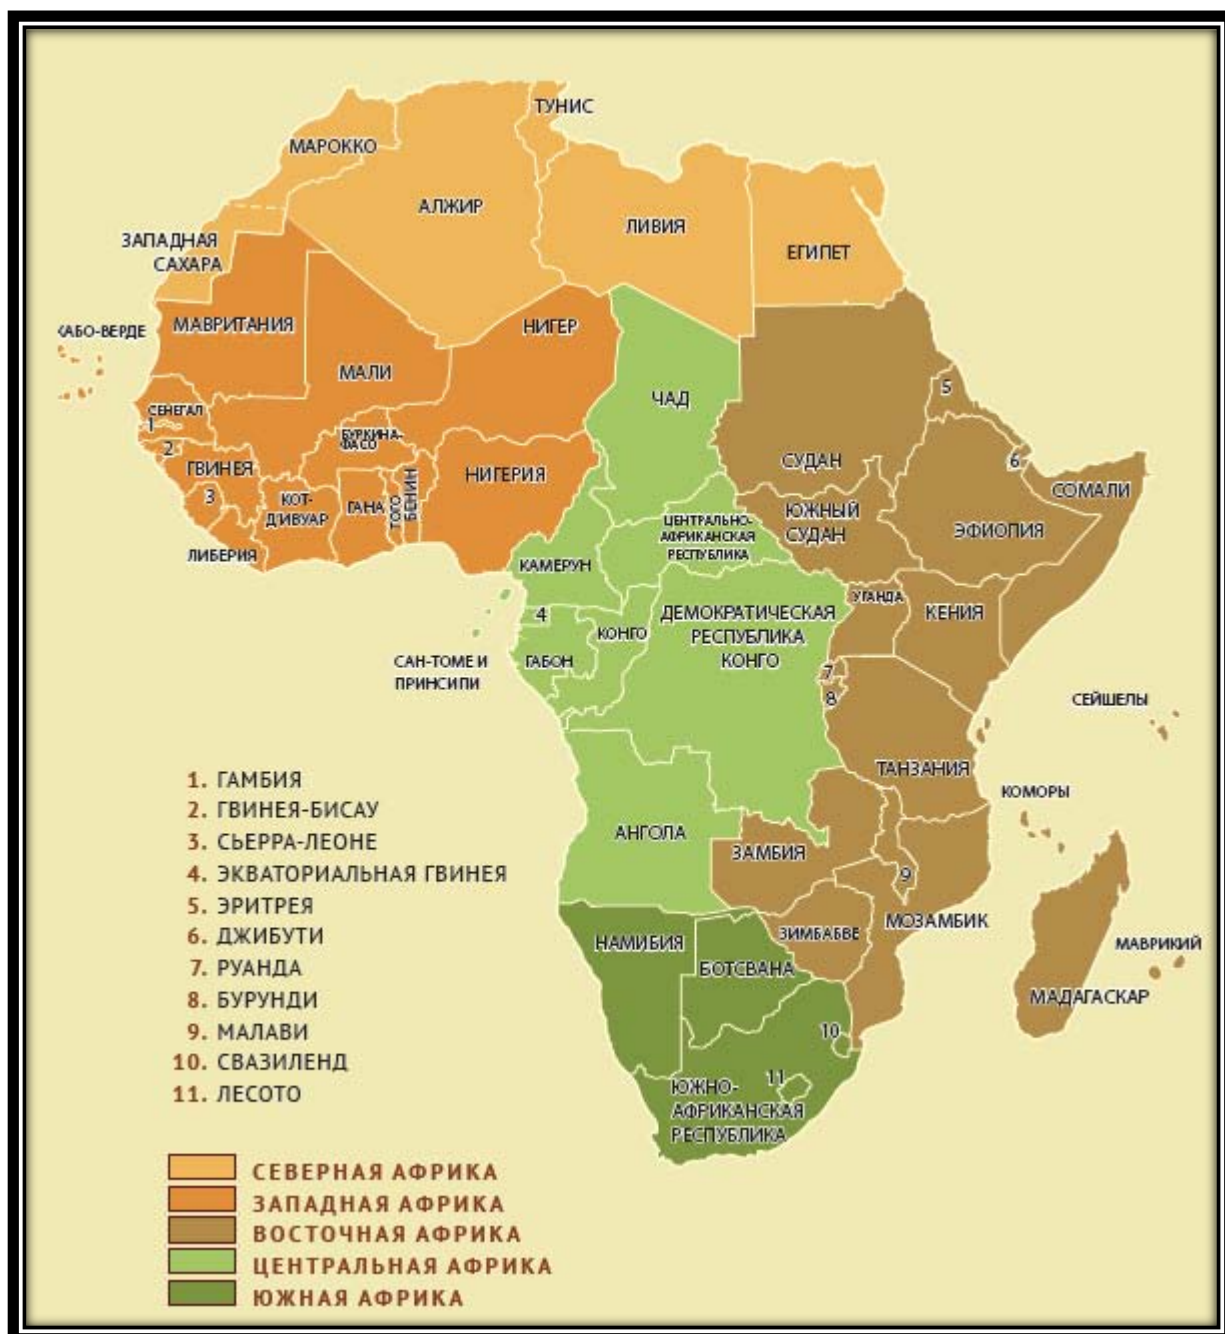 ТУНИС
МАРОККО
АЛЖИР
ЛИВИЯ
ЕГИПЕТ
ЗАПАДНАЯ
САХАРА
КАБО-ВЕРДЕ
МАВРИТАНИЯ
НИГЕР
МАЛИ
ЧАД
5
СЕНЕГАЛ
1
БУРКИНА-
ФАСО
2
ГВИНЕЯ
НИГЕРИЯ
СУДАН
6
СОМАЛИ
3
КОТ-
Д'ИВУАР
ГАНА
ТОГО
БЕНИН
ЮЖНЫЙ
СУДАН
ЭФИОПИЯ
ЦЕНТРАЛЬНО-
АФРИКАНСКАЯ
РЕСПУБЛИКА
ЛИБЕРИЯ
КАМЕРУН
УГАНДА
КЕНИЯ
4
КОНГО
ДЕМОКРАТИЧЕСКАЯ
РЕСПУБЛИКА
КОНГО
ГАБОН
САН-ТОМЕ И
ПРИНСИПИ
7
8
СЕЙШЕЛЫ
ТАНЗАНИЯ
КОМОРЫ
АНГОЛА
ЗАМБИЯ
9
МОЗАМБИК
ЗИМБАБВЕ
НАМИБИЯ
БОТСВАНА
МАВРИКИЙ
МАДАГАСКАР
10
11
ЮЖНО-
АФРИКАНСКАЯ
РЕСПУБЛИКА
1. ГАМБИЯ
2. ГВИНЕЯ-БИСАУ
3. СЬЕРРА-ЛЕОНЕ
4. ЭКВАТОРИАЛЬНАЯ ГВИНЕЯ
5. ЭРИТРЕЯ
6. ДЖИБУТИ
7. РУАНДА
8. БУРУНДИ
9. МАЛАВИ
10. СВАЗИЛЕНД
11. ЛЕСОТО
СЕВЕРНАЯ АФРИКА
ЗАПАДНАЯ АФРИКА
ВОСТОЧНАЯ АФРИКА
ЦЕНТРАЛЬНАЯ АФРИКА
ЮЖНАЯ АФРИКА